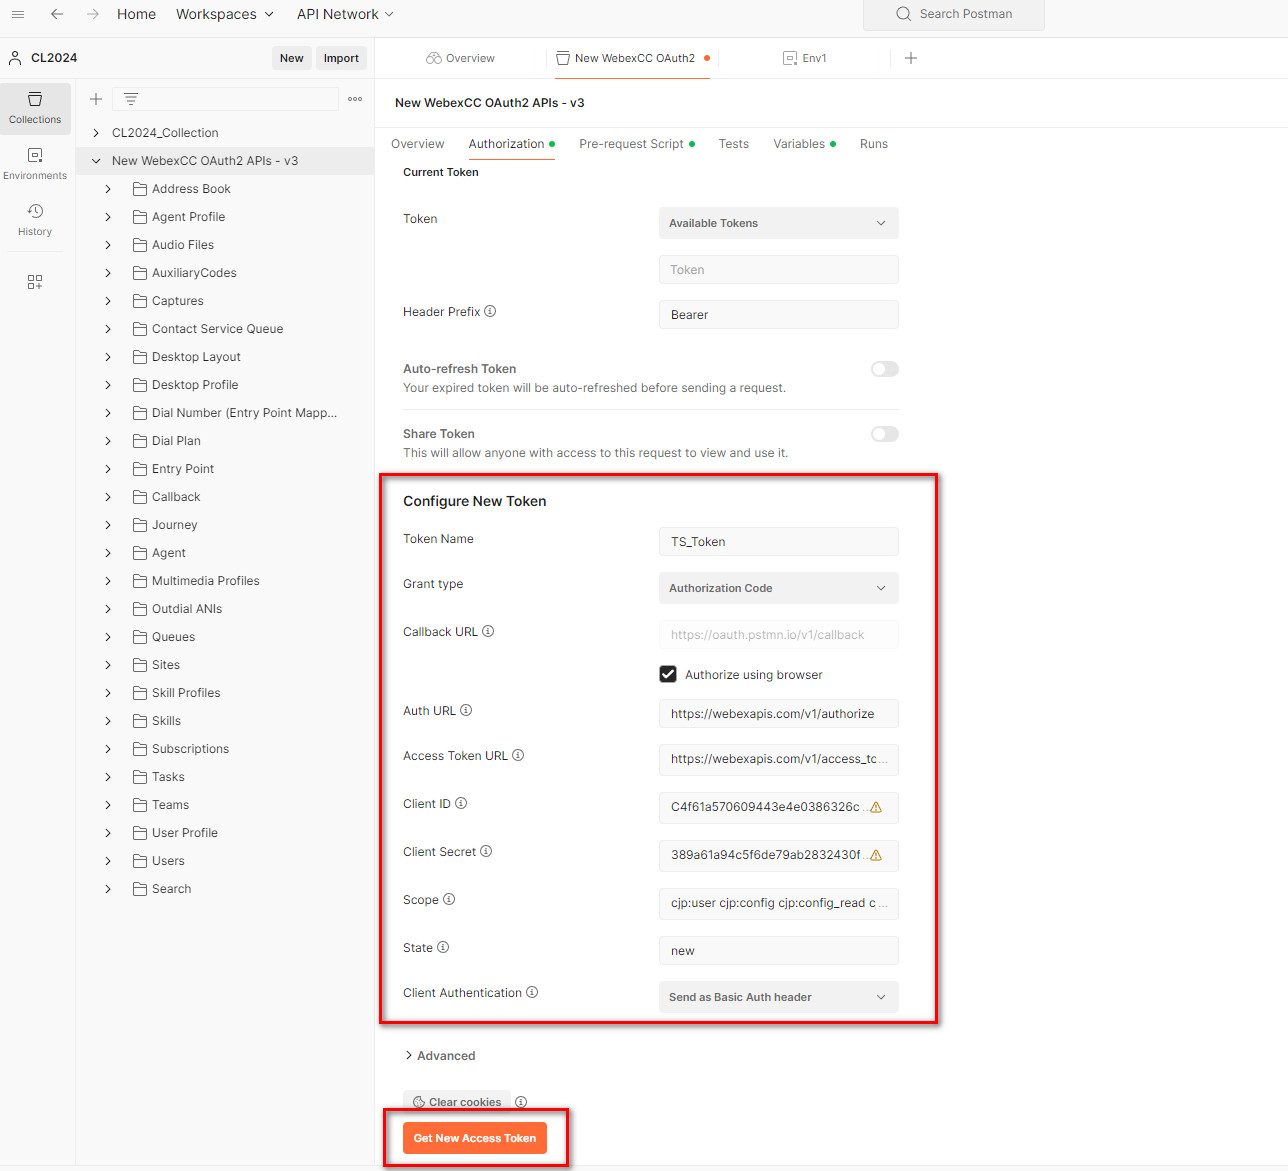 Home Workspaces API Network Search Postman
CL2024 New Import
Overview New WebexCC OAuth2 Env1
Collections
Environments
History
CL2024_Collection
New WebexCC OAuth2 APIs - v3
Address Book
Agent Profile
Audio Files
AuxiliaryCodes
Captures
Contact Service Queue
Desktop Layout
Desktop Profile
Dial Number (Entry Point Mapp...
Dial Plan
Entry Point
Callback
Journey
Agent
Multimedia Profiles
Outdial ANIs
Queues
Sites
Skill Profiles
Skills
Subscriptions
Tasks
Teams
User Profile
Users
Search
New WebexCC OAuth2 APIs - v3
Overview Authorization Pre-request Script Tests Variables Runs
Current Token
Token Available Tokens
Token
Header Prefix Bearer
Auto-refresh Token
Your expired token will be auto-refreshed before sending a request.
Share Token
This will allow anyone with access to this request to view and use it.
Configure New Token
Token Name TS_Token
Grant type Authorization Code
Callback URL https://oauth.pstmn.io/v1/callback
Authorize using browser
Auth URL https://webexapis.com/v1/authorize
Access Token URL https://webexapis.com/v1/access_tc...
Client ID C4f61a570609443e4e0386326c...
Client Secret 389a61a94c5f6de79ab2832430f...
Scope cjp:user cjp:config cjp:config_read c...
State new
Client Authentication Send as Basic Auth header
Advanced
Clear cookies
Get New Access Token